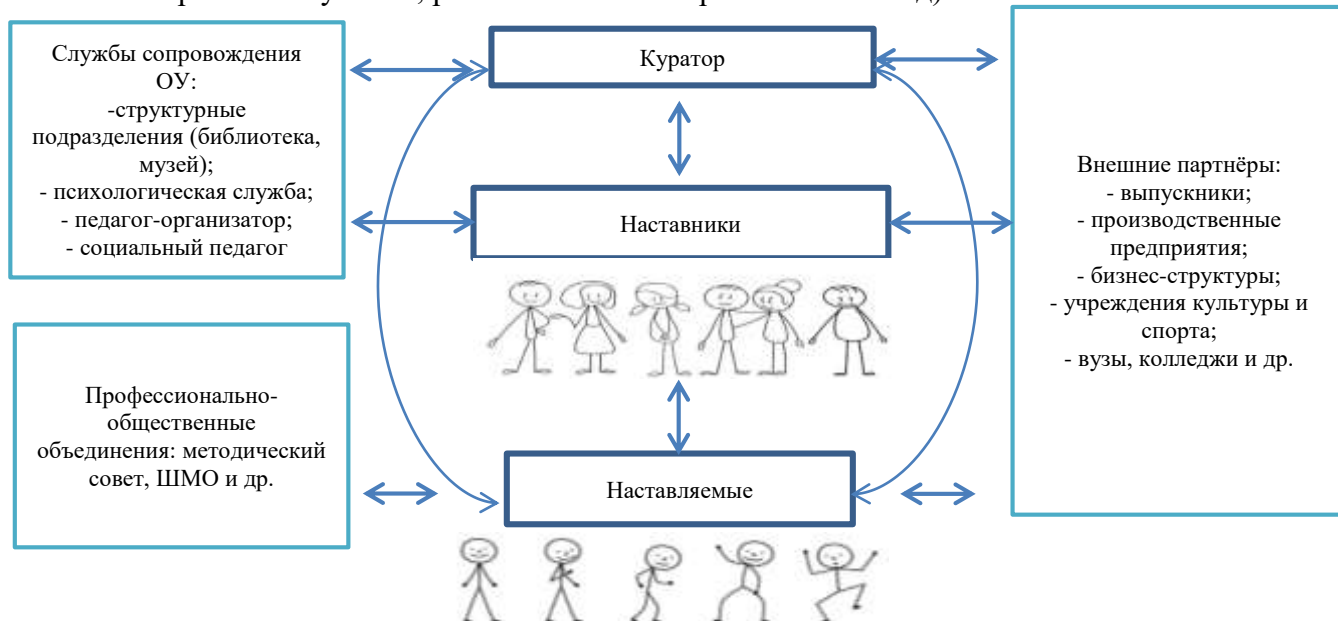 Службы сопровождения
ОУ:
-структурные
подразделения (библиотека,
музей);
- психологическая служба;
- педагог-организатор;
- социальный педагог
Профессионально-
общественные
объединения: методический
совет, ШМО и др.
Куратор
Наставники
Наставляемые
Внешние партнёры:
- выпускники;
- производственные
предприятия;
- бизнес-структуры;
- учреждения культуры и
спорта;
- вузы, колледжи и др.